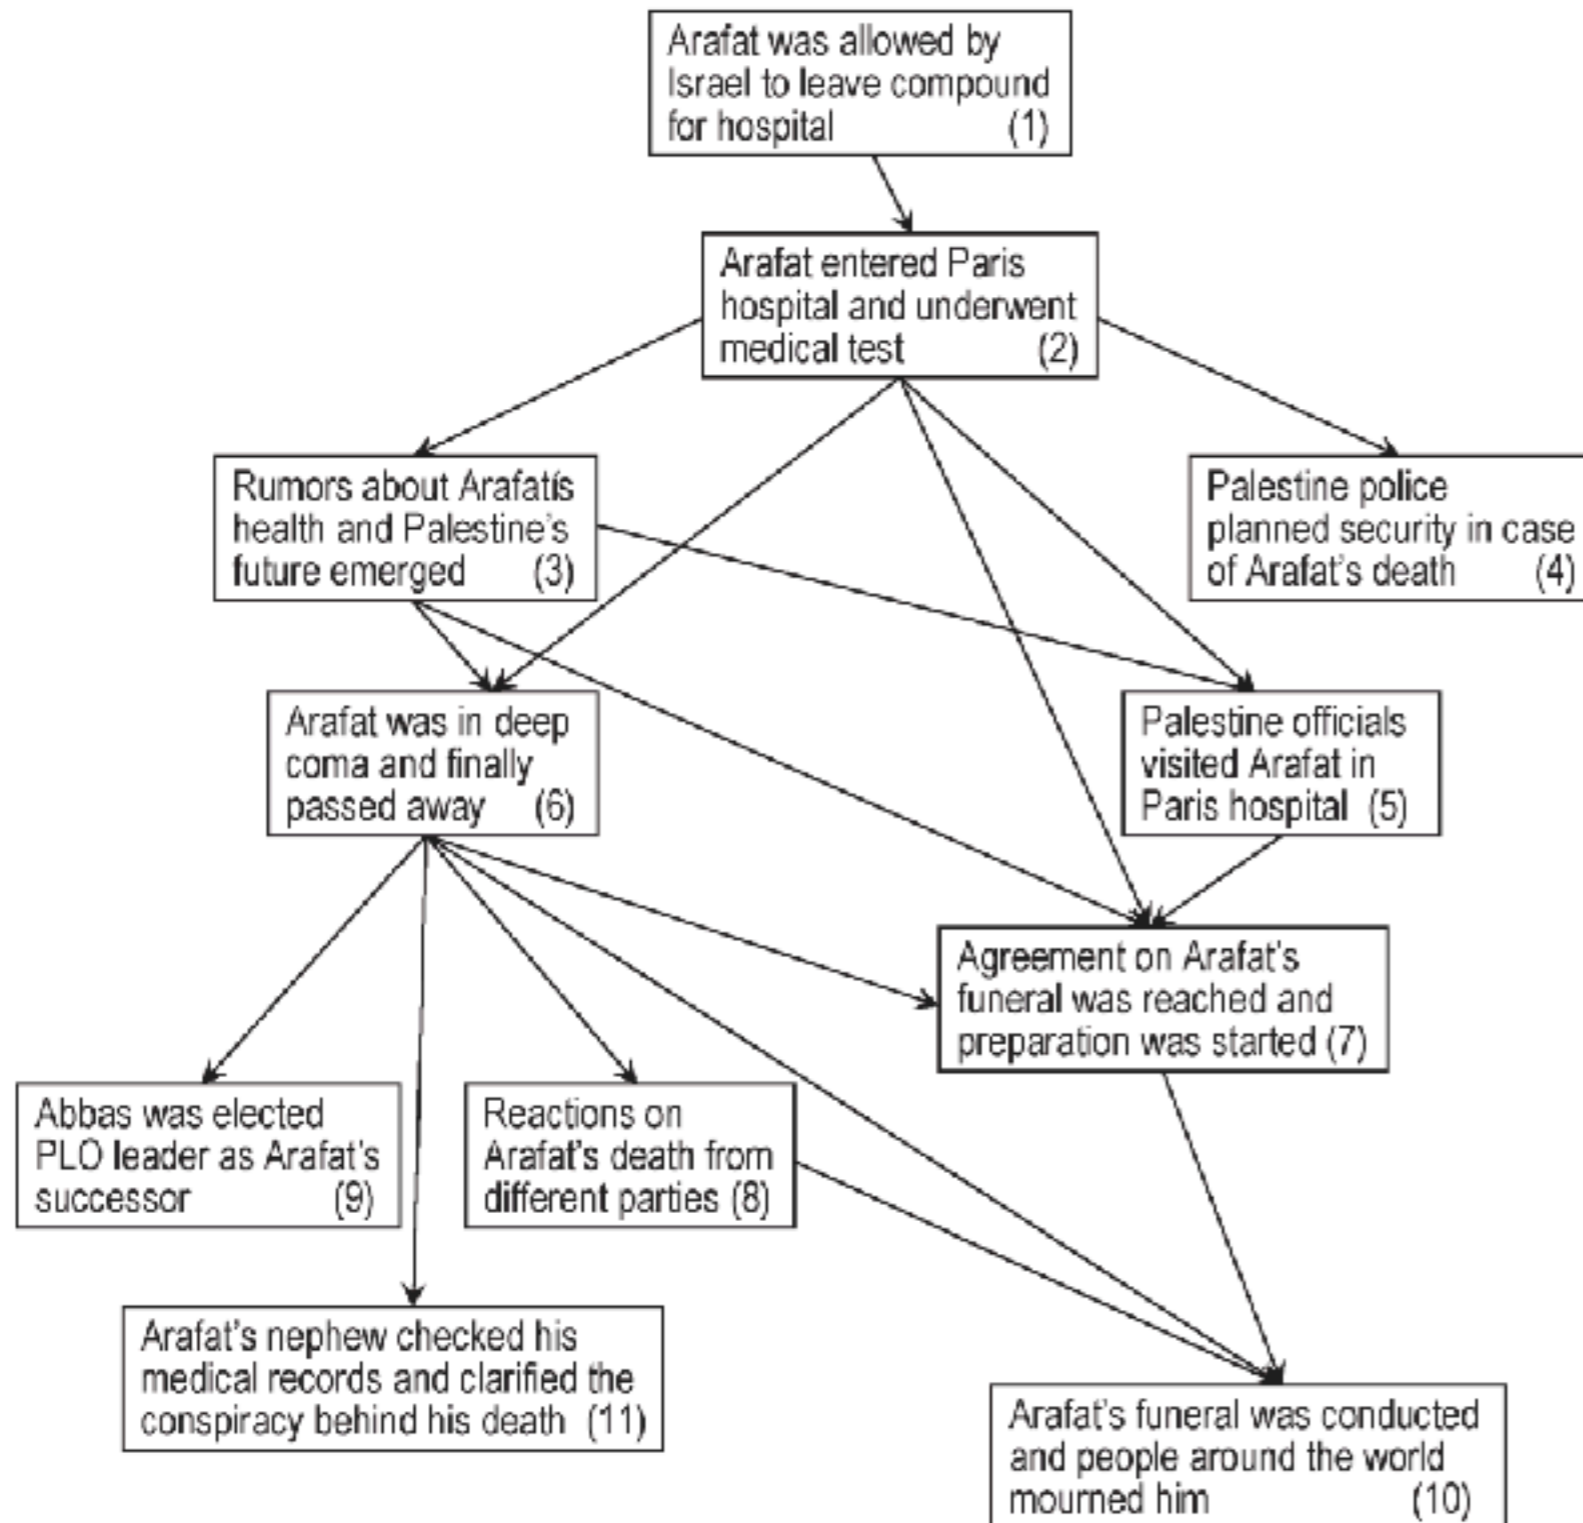 Arafat was allowed by
Israel to leave compound
for hospital (1)
Arafat entered Paris
hospital and underwent
medical test (2)
Rumors about Arafatís
health and Palestine's
future emerged (3)
Palestine police
planned security in case
of Arafat's death (4)
Arafat was in deep
coma and finally
passed away (6)
Palestine officials
visited Arafat in
Paris hospital (5)
Agreement on Arafat's
funeral was reached and
preparation was started (7)
Abbas was elected
PLO leader as Arafat's
successor (9)
Reactions on
Arafat's death from
different parties (8)
Arafat's nephew checked his
medical records and clarified the
conspiracy behind his death (11)
Arafat's funeral was conducted
and people around the world
mourned him (10)